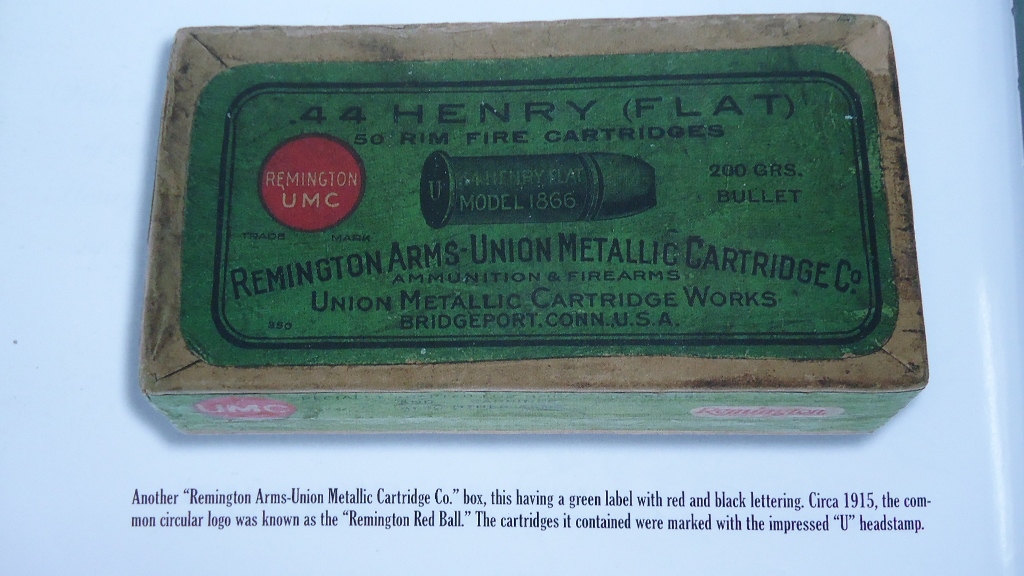 .44 HENRY (FLAT)
50 RIM FIRE CARTRIDGES
REMINGTON
UMC
TRADE MARK
U
.44 HENRY FLAT
MODEL 1866
200 GRS.
BULLET
REMINGTON ARMS-UNION METALLIC CARTRIDGE Co.
AMMUNITION & FIREARMS
UNION METALLIC CARTRIDGE WORKS
BRIDGEPORT, CONN., U.S.A.
UMC
Remington
Another “Remington Arms-Union Metallic Cartridge Co.” box, this having a green label with red and black lettering. Circa 1915, the com-
mon circular logo was known as the “Remington Red Ball.” The cartridges it contained were marked with the impressed “U” headstamp.